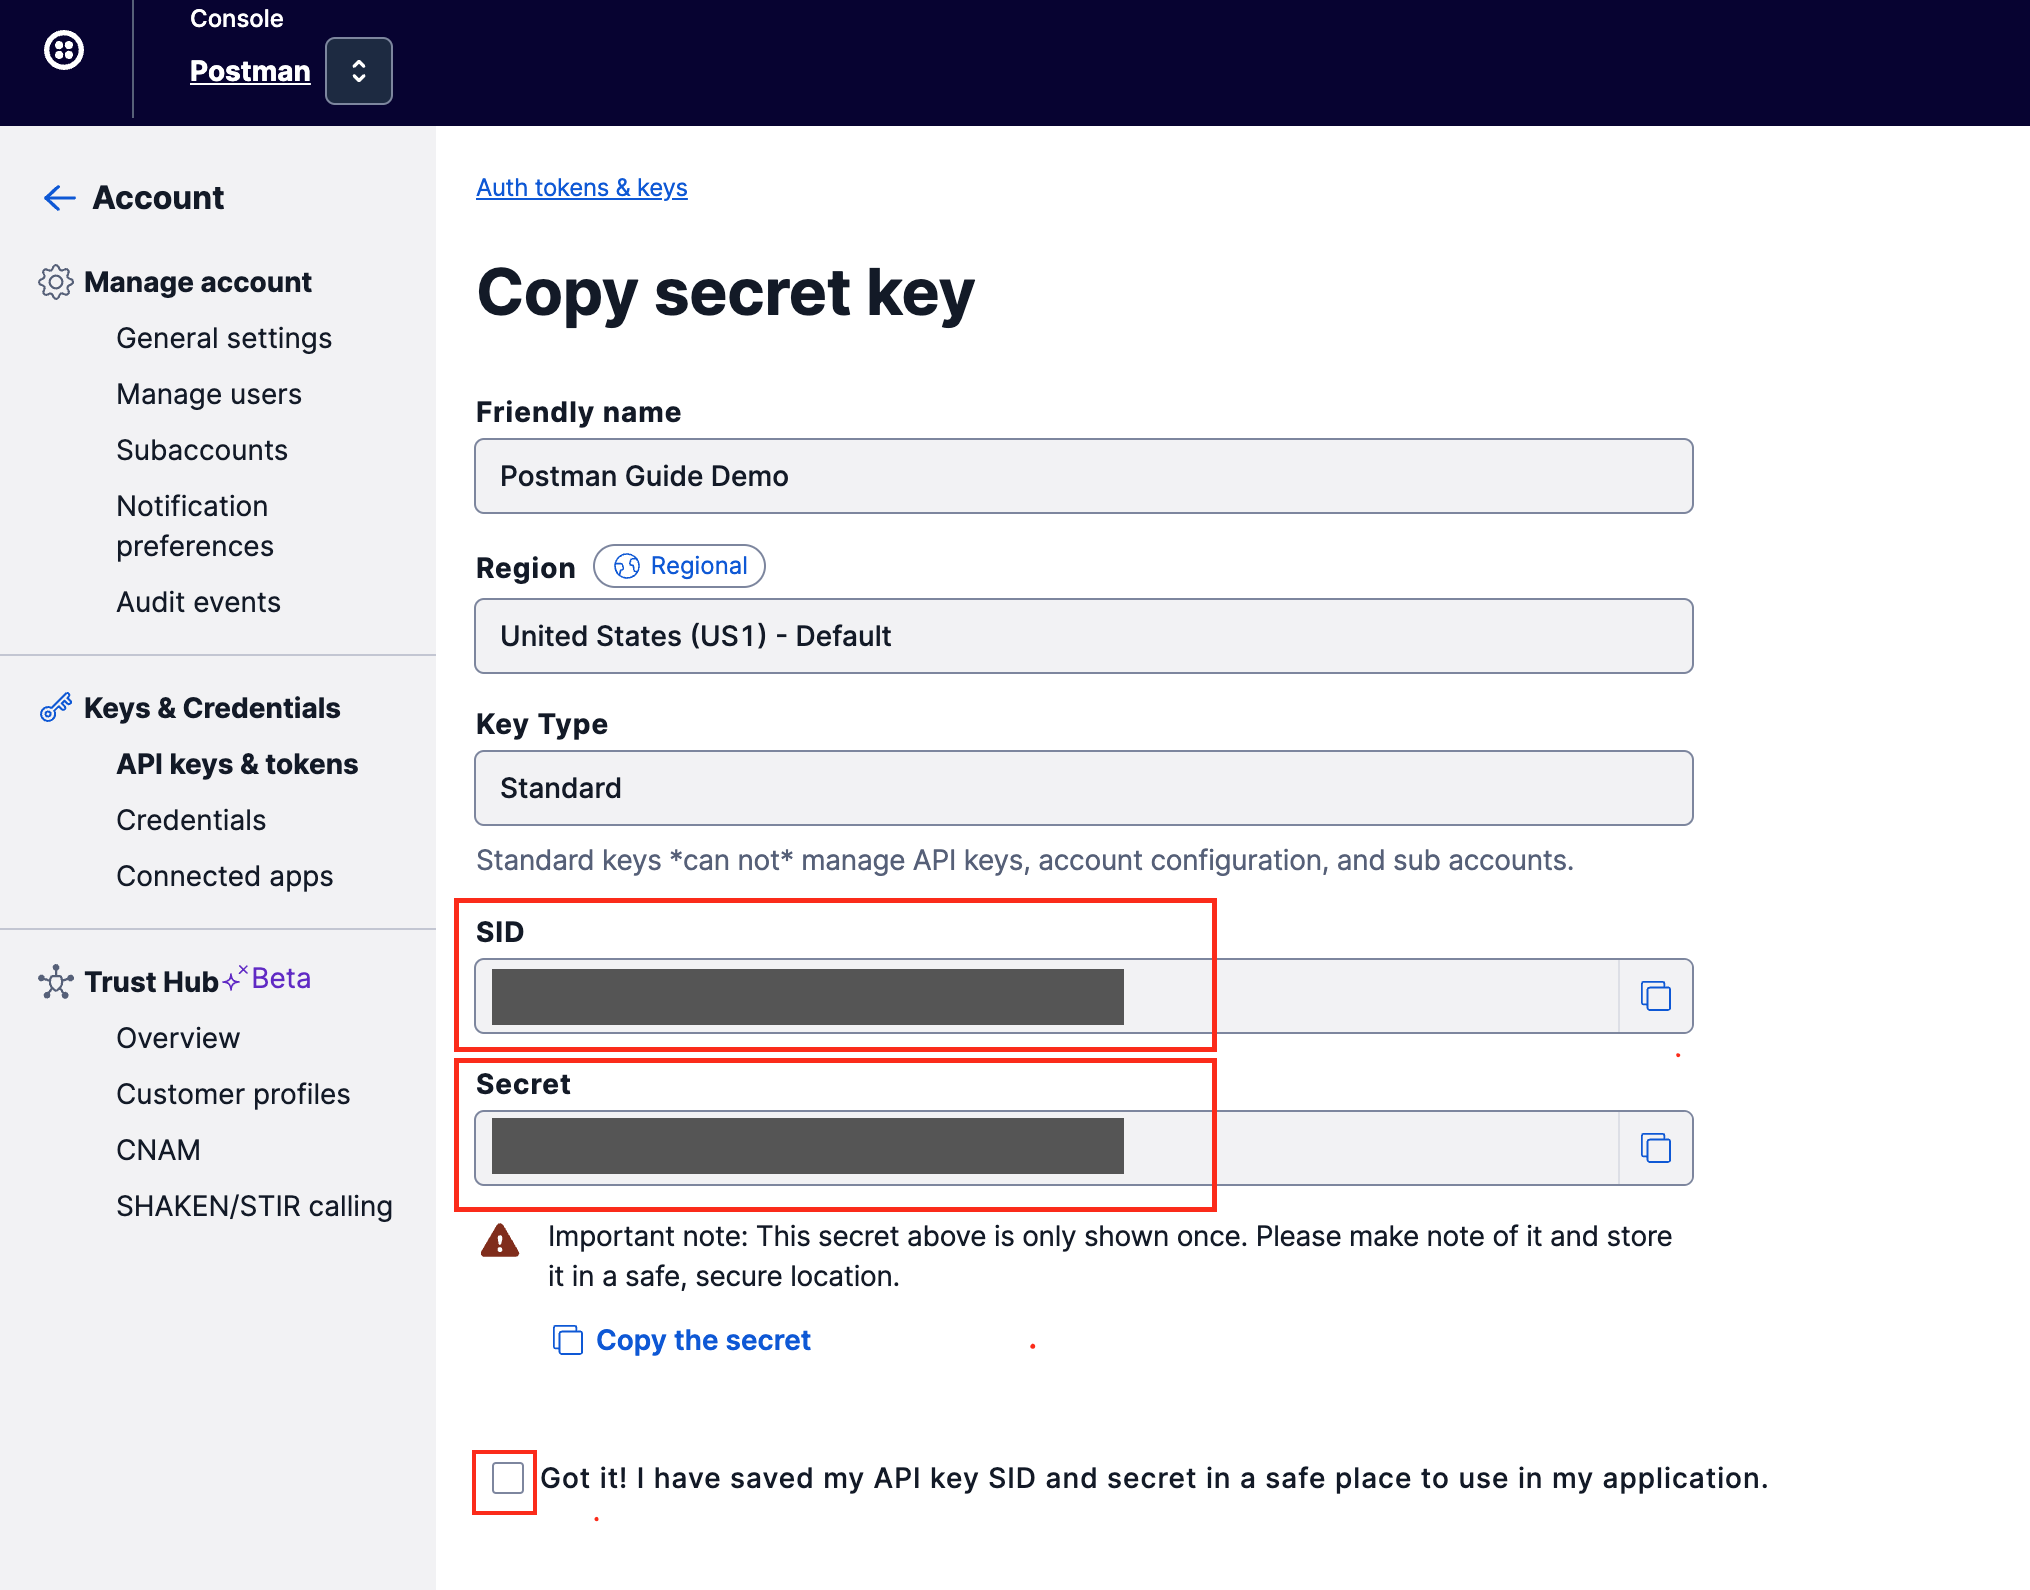 Console
Postman
Account
Manage account
General settings
Manage users
Subaccounts
Notification
preferences
Audit events
Keys & Credentials
API keys & tokens
Credentials
Connected apps
Trust Hub Beta
Overview
Customer profiles
CNAM
SHAKEN/STIR calling
Auth tokens & keys
Copy secret key
Friendly name
Postman Guide Demo
Region Regional
United States (US1) - Default
Key Type
Standard
Standard keys *can not* manage API keys, account configuration, and sub accounts.
SID
Secret
Important note: This secret above is only shown once. Please make note of it and store
it in a safe, secure location.
Copy the secret
Got it! I have saved my API key SID and secret in a safe place to use in my application.